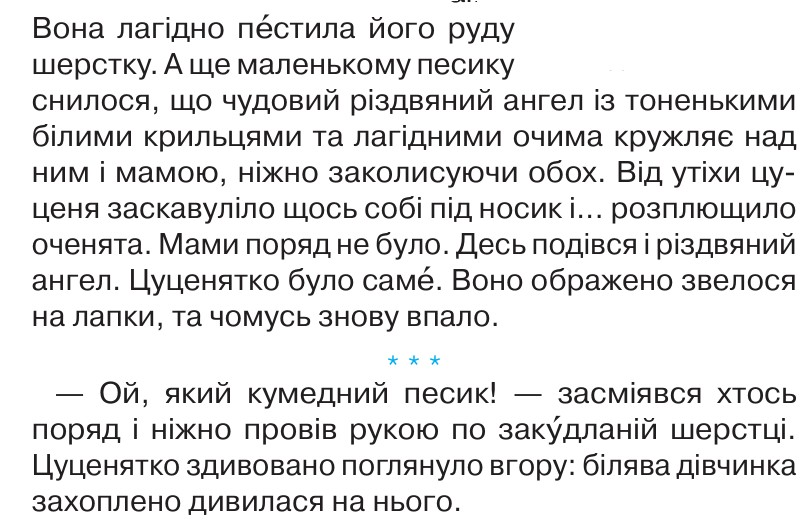 Вона лагідно пе́стила його руду
шерстку. А ще маленькому песику
снилося, що чудовий різдвяний ангел із тоненькими
білими крильцями та лагідними очима кружляє над
ним і мамою, ніжно заколисуючи обох. Від утіхи цу-
ценя заскавуліло щось собі під носик і... розплющило
оченята. Мами поряд не було. Десь подівся і різдвяний
ангел. Цуценятко було саме́. Воно ображено звелося
на лапки, та чомусь знову впало.
* * *
— Ой, який кумедний песик! — засміявся хтось
поряд і ніжно провів рукою по заку́дланій шерстці.
Цуценятко здивовано поглянуло вгору: білява дівчинка
захоплено дивилася на нього.